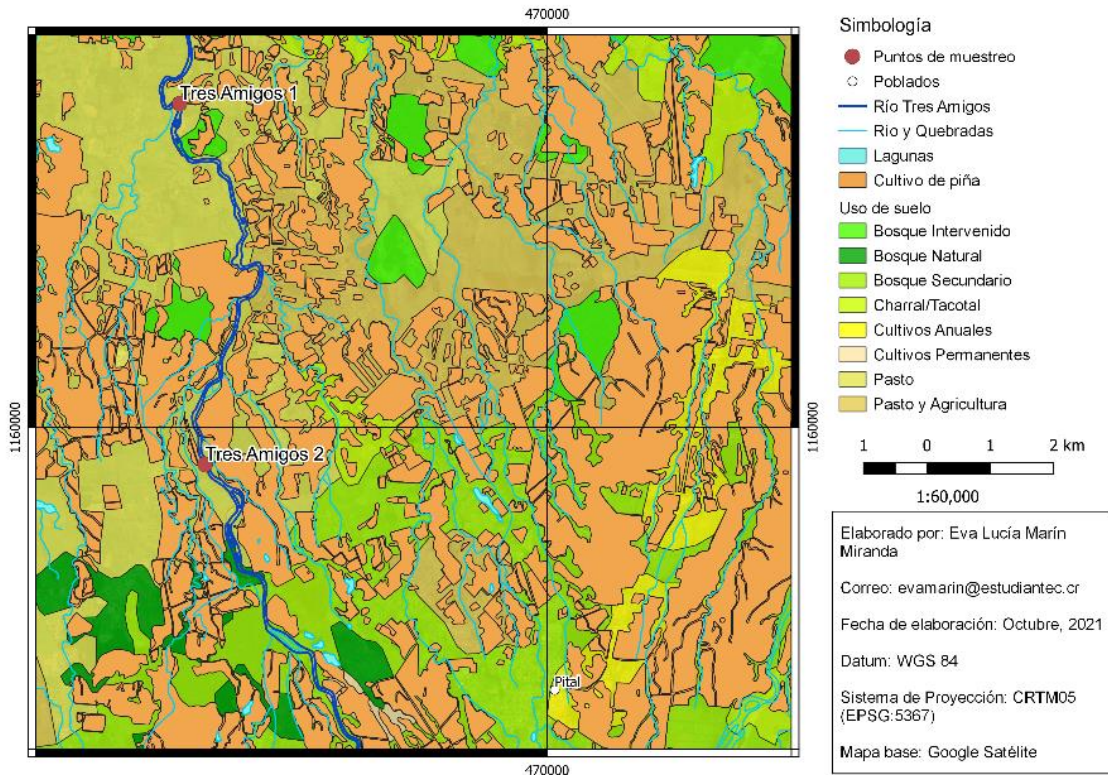 470000
Tres Amigos 1
1160000
1160000
Tres Amigos 2
Pital
470000
Simbología
Puntos de muestreo
Poblados
Río Tres Amigos
Río y Quebradas
Lagunas
Cultivo de piña
Uso de suelo
Bosque Intervenido
Bosque Natural
Bosque Secundario
Charral/Tacotal
Cultivos Anuales
Cultivos Permanentes
Pasto
Pasto y Agricultura
1 0 1 2 km
1:60,000
Elaborado por: Eva Lucía Marín
Miranda
Correo: evamarin@estudiantec.cr
Fecha de elaboración: Octubre, 2021
Datum: WGS 84
Sistema de Proyección: CRTM05
(EPSG:5367)
Mapa base: Google Satélite